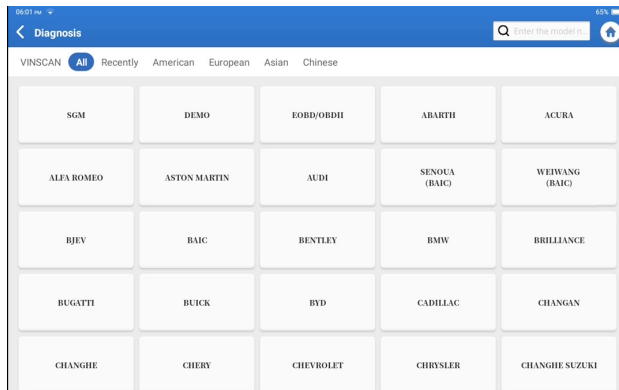 06:01 PM
65%
Diagnosis
Enter the model n...
VINSCAN All Recently American European Asian Chinese
SGM DEMO EOBD/OBDII ABARTH ACURA
ALFA ROMEO ASTON MARTIN AUDI SENOUA (BAIC) WEIWANG (BAIC)
BJEV BAIC BENTLEY BMW BRILLIANCE
BUGATTI BUICK BYD CADILLAC CHANGAN
CHANGHE CHERY CHEVROLET CHRYSLER CHANGHE SUZUKI